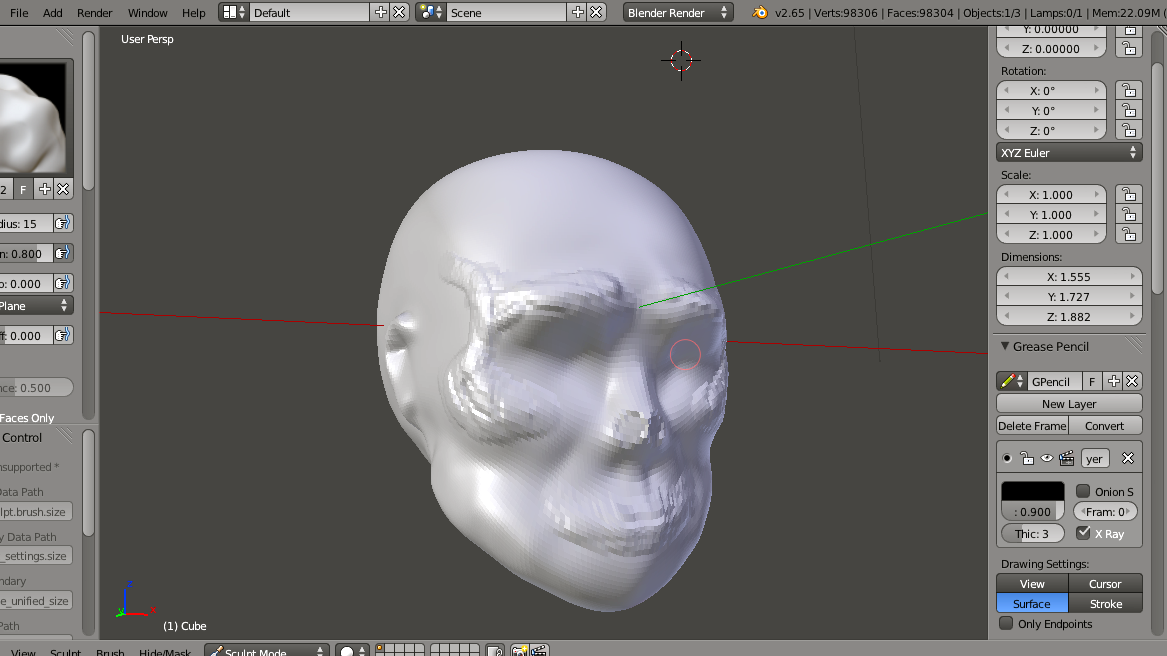 File Add Render Window Help Default Scene Blender Render v2.65 | Verts:98306 | Faces:98304 | Objects:1/3 | Lamps:0/1 | Mem:22.09M (
User Persp
Y: 0.00000
Z: 0.00000
Rotation:
X: 0°
Y: 0°
Z: 0°
XYZ Euler
Scale:
X: 1.000
Y: 1.000
Z: 1.000
Dimensions:
X: 1.555
Y: 1.727
Z: 1.882
Grease Pencil
GPencil F
New Layer
Delete Frame Convert
yer
Onion S
: 0.900 Fram: 0
Thic: 3 X Ray
Drawing Settings:
View Cursor
Surface Stroke
Only Endpoints
2 F
dius: 15
n: 0.800
o: 0.000
Plane
ff: 0.000
nce: 0.500
Faces Only
Control
nsupported *
Data Path
lpt.brush.size
y Data Path
_settings.size
ndary
e_unified_size
Path
(1) Cube
z
y x
View Sculpt Brush Hide/Mask Sculpt Mode